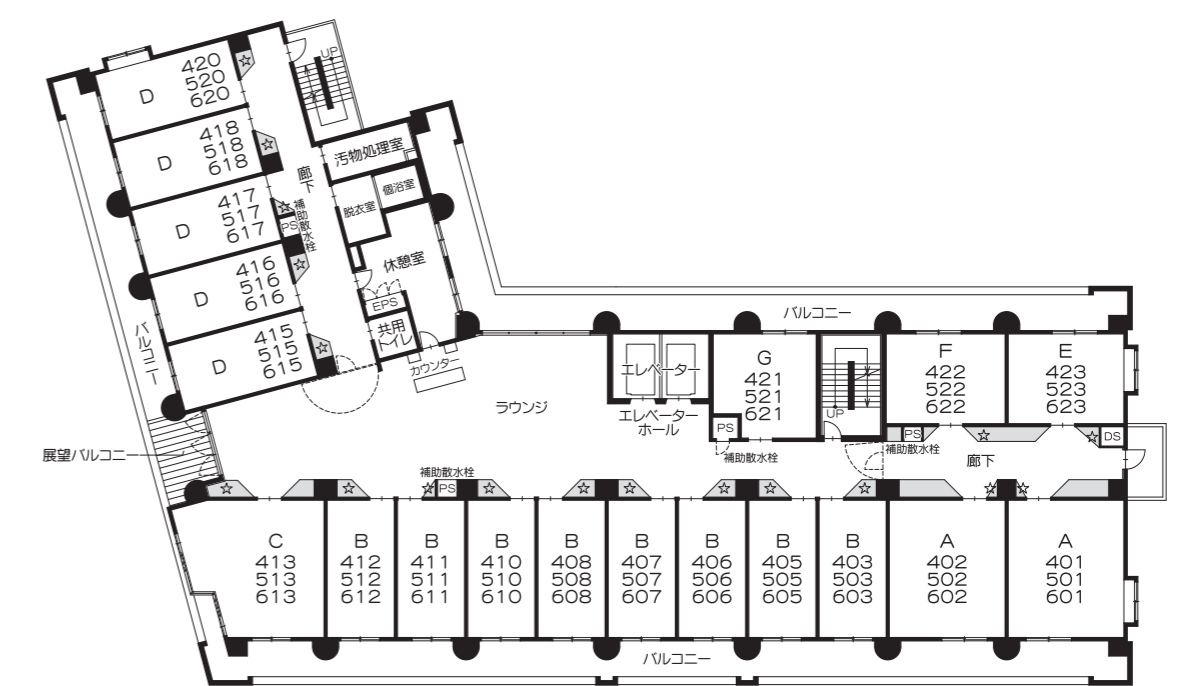 D
420
520
620
UP
D
418
518
618
汚物処理室
廊下
D
417
517
617
PS
補助散水栓
脱衣室
個浴室
休憩室
D
416
516
616
EPS
D
415
515
615
共用
トイレ
カウンター
バルコニー
バルコニー
展望バルコニー
ラウンジ
エレベーター
エレベーター
ホール
G
421
521
621
PS
補助散水栓
UP
F
422
522
622
E
423
523
623
PS
補助散水栓
DS
廊下
補助散水栓
PS
C
413
513
613
B
412
512
612
B
411
511
611
B
410
510
610
B
408
508
608
B
407
507
607
B
406
506
606
B
405
505
605
B
403
503
603
A
402
502
602
A
401
501
601
バルコニー